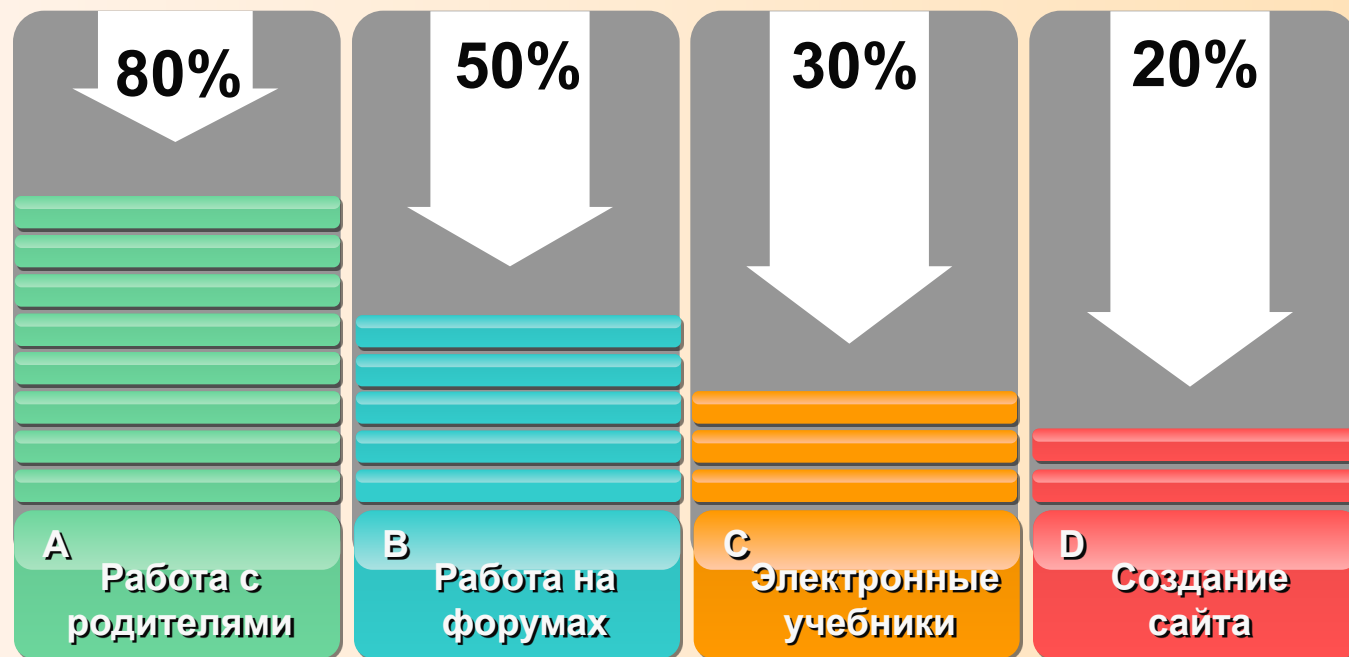 80%
50%
30%
20%
A
Работа с
родителями
B
Работа на
форумах
C
Электронные
учебники
D
Создание
сайта